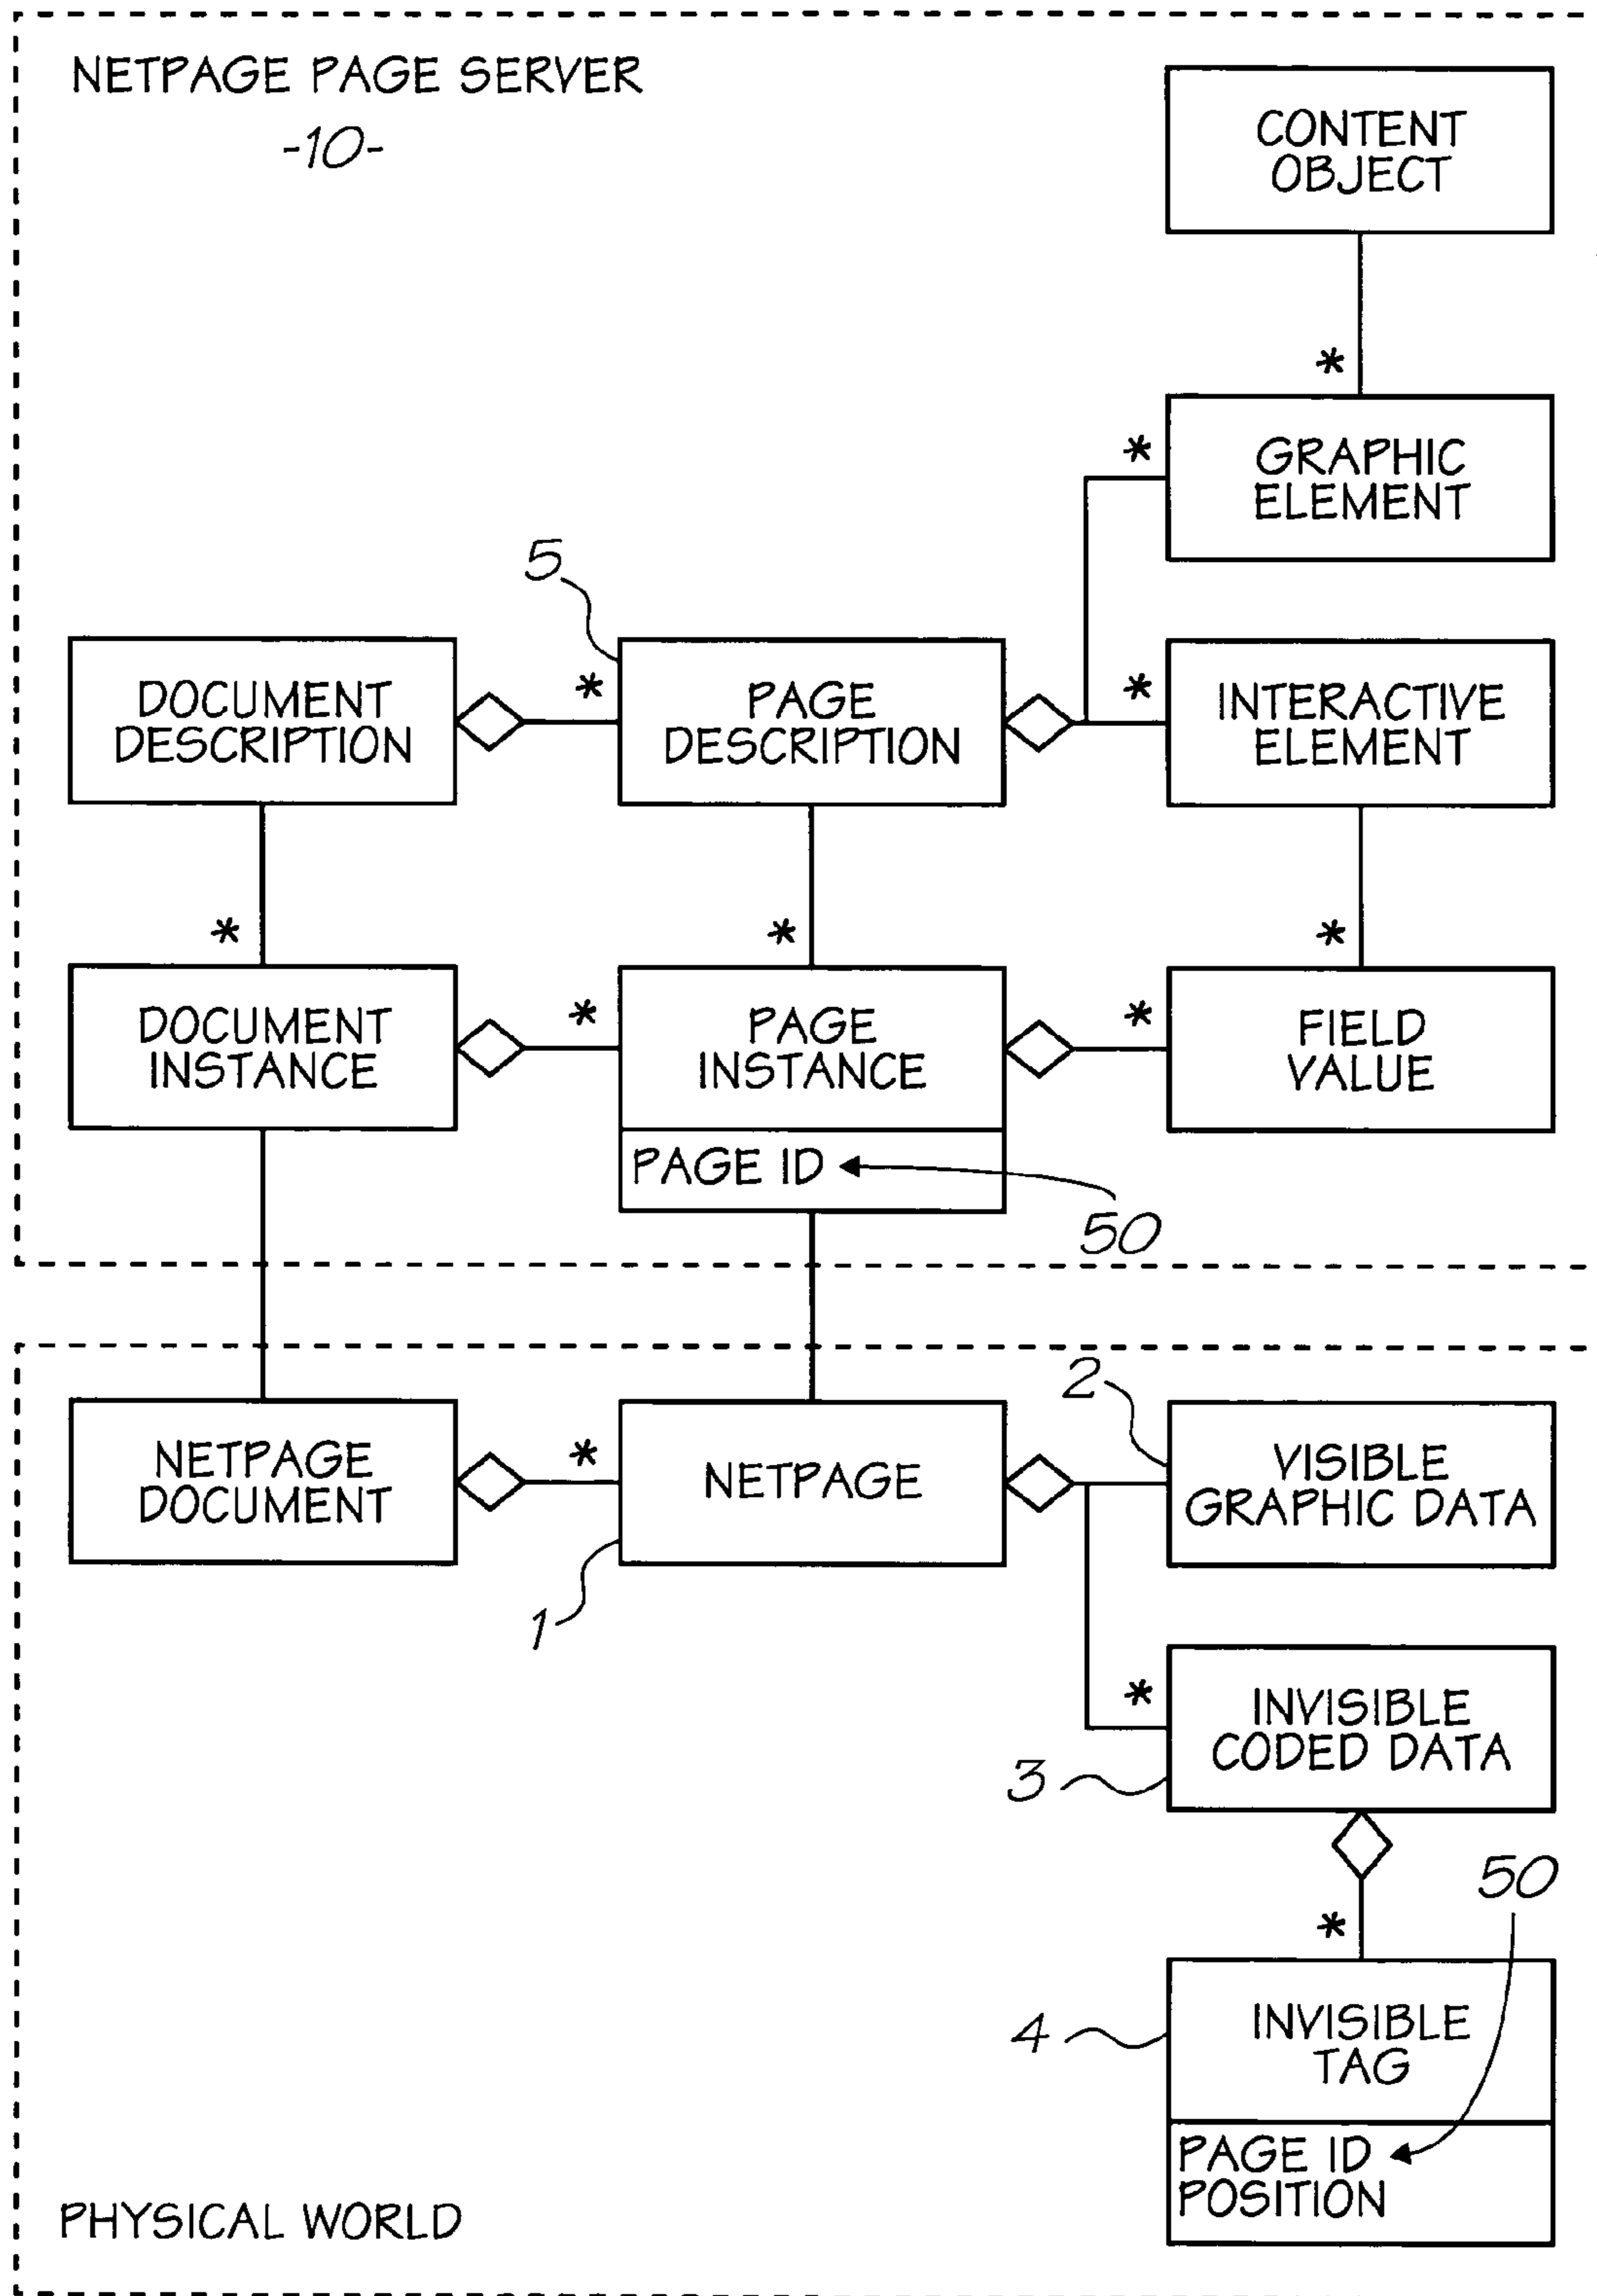 NETPAGE PAGE SERVER
-10-
CONTENT
OBJECT
*
*
GRAPHIC
ELEMENT
5
DOCUMENT
DESCRIPTION
*
PAGE
DESCRIPTION
*
INTERACTIVE
ELEMENT
*
*
*
DOCUMENT
INSTANCE
*
PAGE
INSTANCE
*
FIELD
VALUE
PAGE ID
50
NETPAGE
DOCUMENT
*
NETPAGE
1
2
VISIBLE
GRAPHIC DATA
*
INVISIBLE
CODED DATA
3
50
*
4
INVISIBLE
TAG
PAGE ID
POSITION
PHYSICAL WORLD